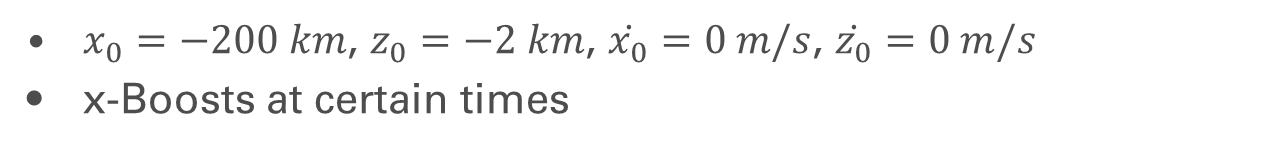 • x₀ = −200 km, z₀ = −2 km, ẋ₀ = 0 m/s, ż₀ = 0 m/s
• x-Boosts at certain times